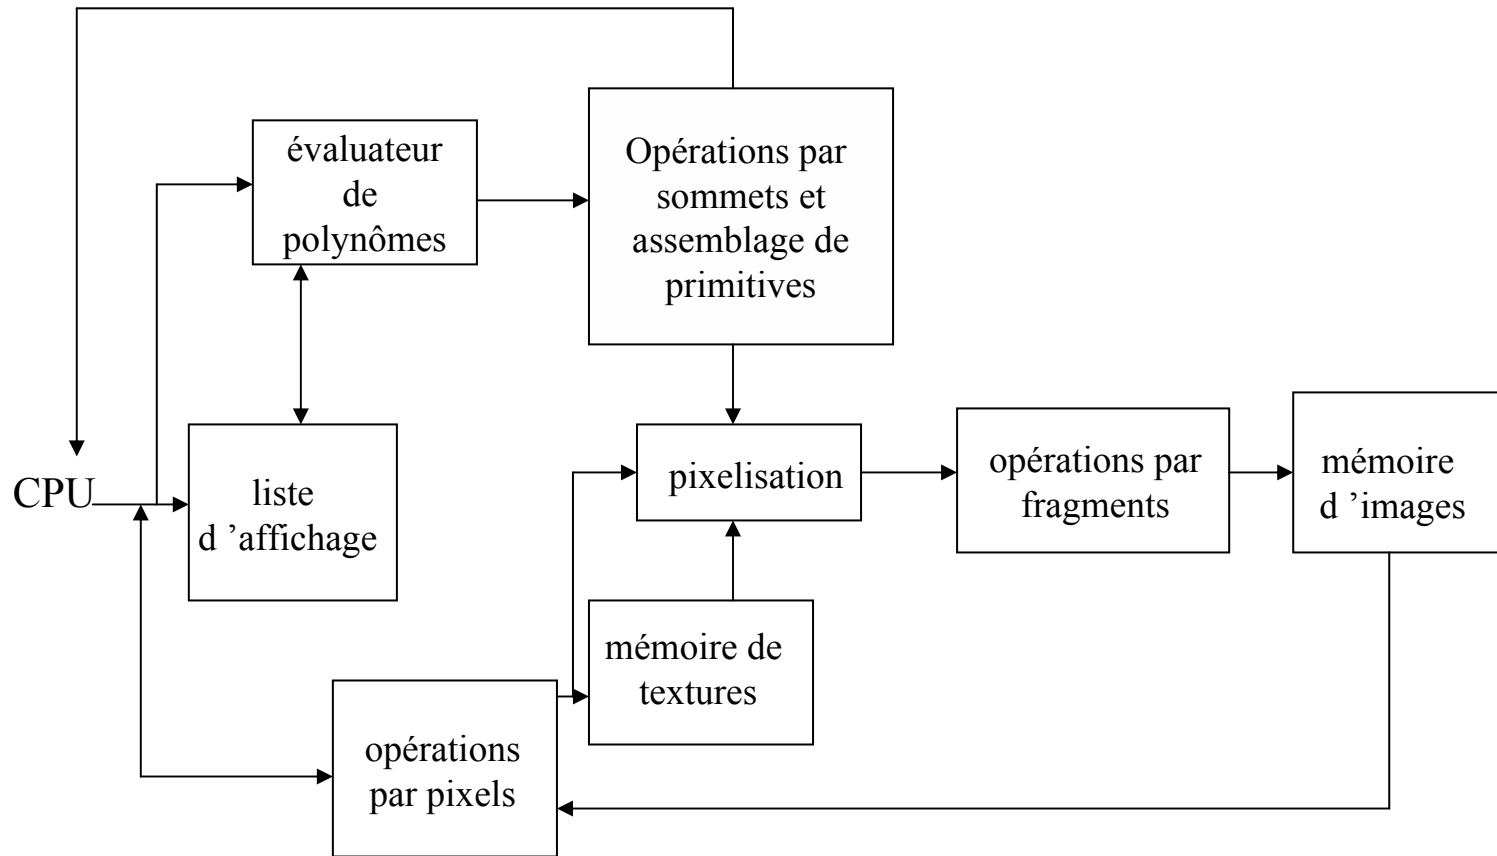 évaluateur
de
polynômes
Opérations par
sommets et
assemblage de
primitives
CPU
liste
d ’affichage
pixelisation
opérations par
fragments
mémoire
d ’images
mémoire de
textures
opérations
par pixels